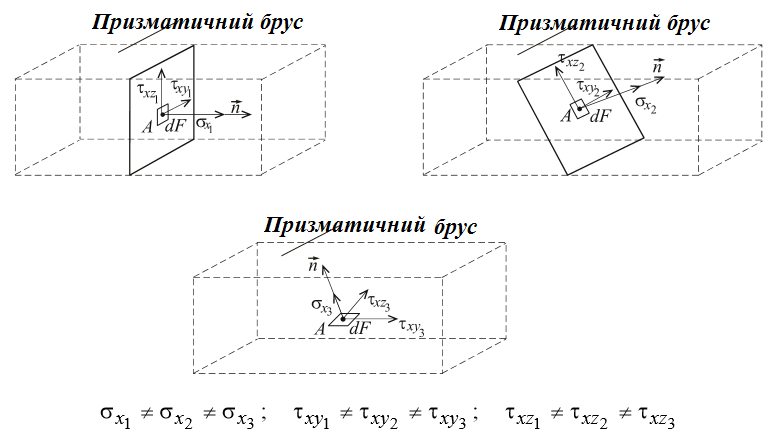 Призматичний брус
Призматичний брус
τxz1 τxy1 n⃗
A dF σx1
τxz2 n⃗
τxy2
A dF σx2
Призматичний брус
n⃗
σx3 τxz3
A dF τxy3
σx1 ≠ σx2 ≠ σx3 ; τxy1 ≠ τxy2 ≠ τxy3 ; τxz1 ≠ τxz2 ≠ τxz3